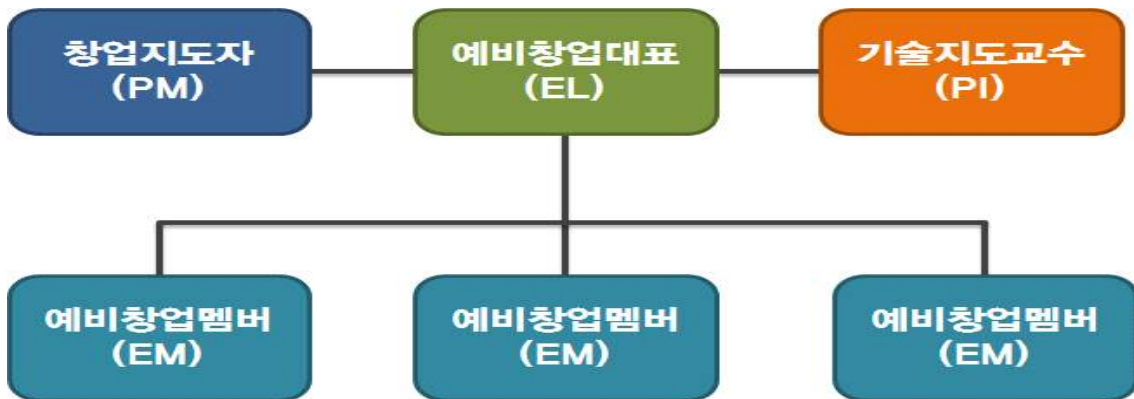 창업지도자
(PM)
예비창업대표
(EL)
기술지도교수
(PI)
예비창업멤버
(EM)
예비창업멤버
(EM)
예비창업멤버
(EM)